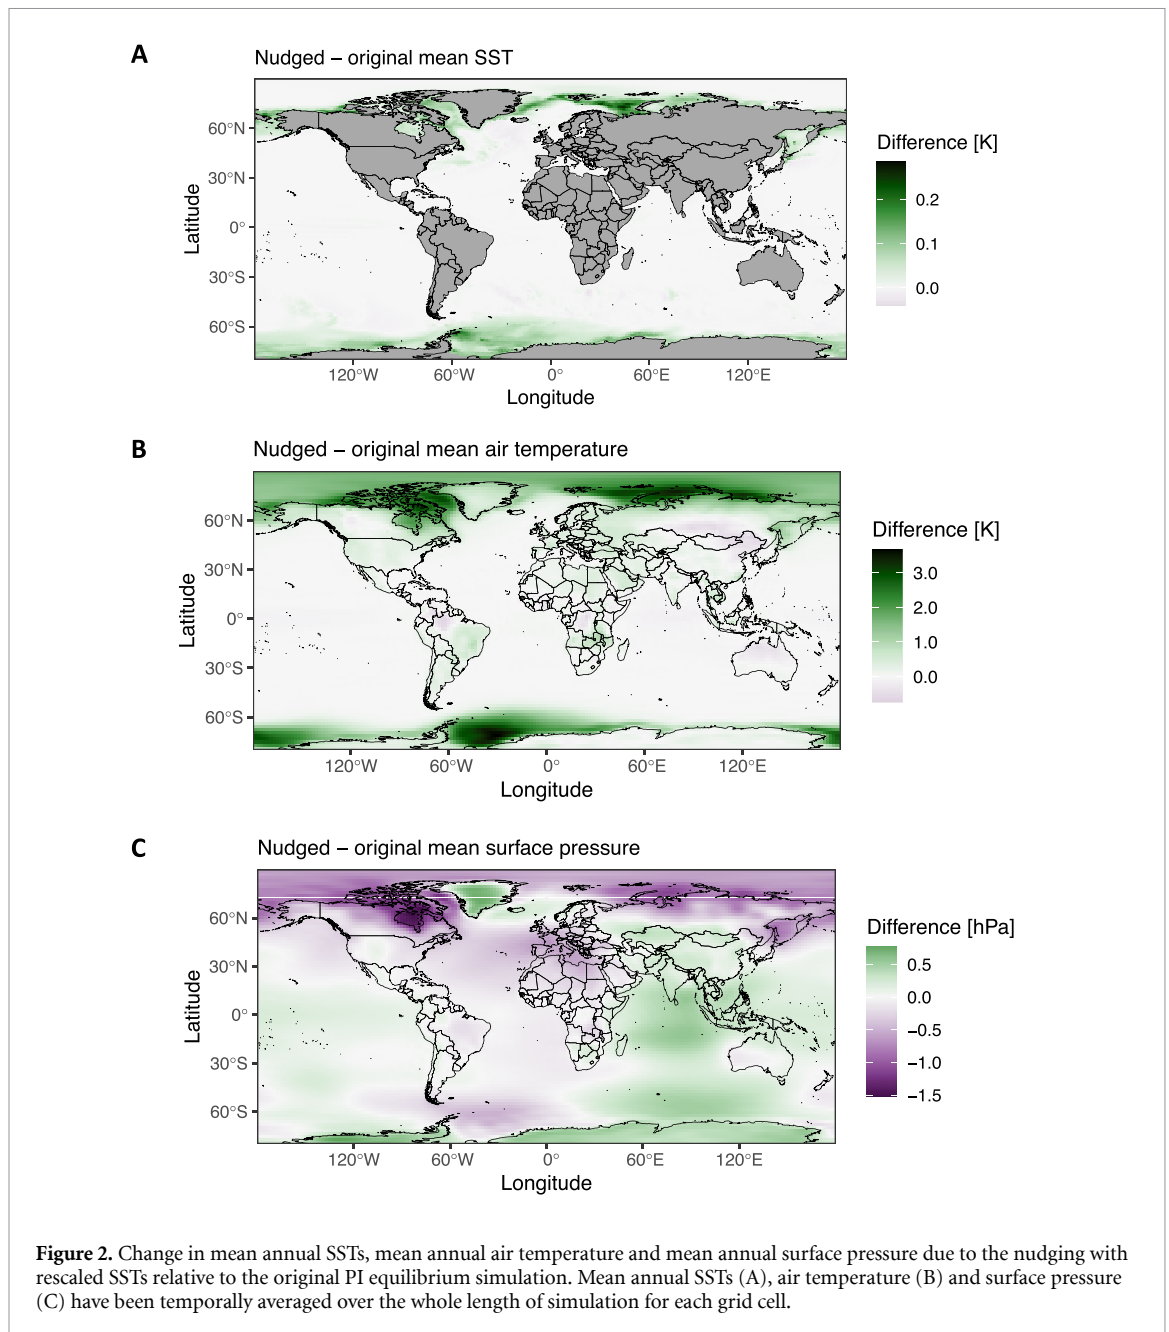 A
Nudged – original mean SST
60°N
30°N
0°
30°S
60°S
Latitude
120°W 60°W 0° 60°E 120°E
Longitude
Difference [K]
0.2
0.1
0.0
B
Nudged – original mean air temperature
60°N
30°N
0°
30°S
60°S
Latitude
120°W 60°W 0° 60°E 120°E
Longitude
Difference [K]
3.0
2.0
1.0
0.0
C
Nudged – original mean surface pressure
60°N
30°N
0°
30°S
60°S
Latitude
120°W 60°W 0° 60°E 120°E
Longitude
Difference [hPa]
0.5
0.0
−0.5
−1.0
−1.5
Figure 2. Change in mean annual SSTs, mean annual air temperature and mean annual surface pressure due to the nudging with
rescaled SSTs relative to the original PI equilibrium simulation. Mean annual SSTs (A), air temperature (B) and surface pressure
(C) have been temporally averaged over the whole length of simulation for each grid cell.